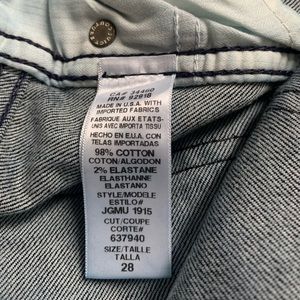 CA# 34460
RN# 92818
MADE IN U.S.A. WITH
IMPORTED FABRICS
FABRIQUE AUX ETATS-
UNIS AVEC IMPORTA TISSU
HECHO EN E.U.A. CON
TELAS IMPORTADAS
98% COTTON
COTON/ALGODON
2% ELASTANE
ELASTHANNE
ELASTANO
STYLE/MODELE
ESTILO#
JGMU 1915
CUT/COUPE
CORTE#
637940
SIZE/TAILLE
TALLA
28